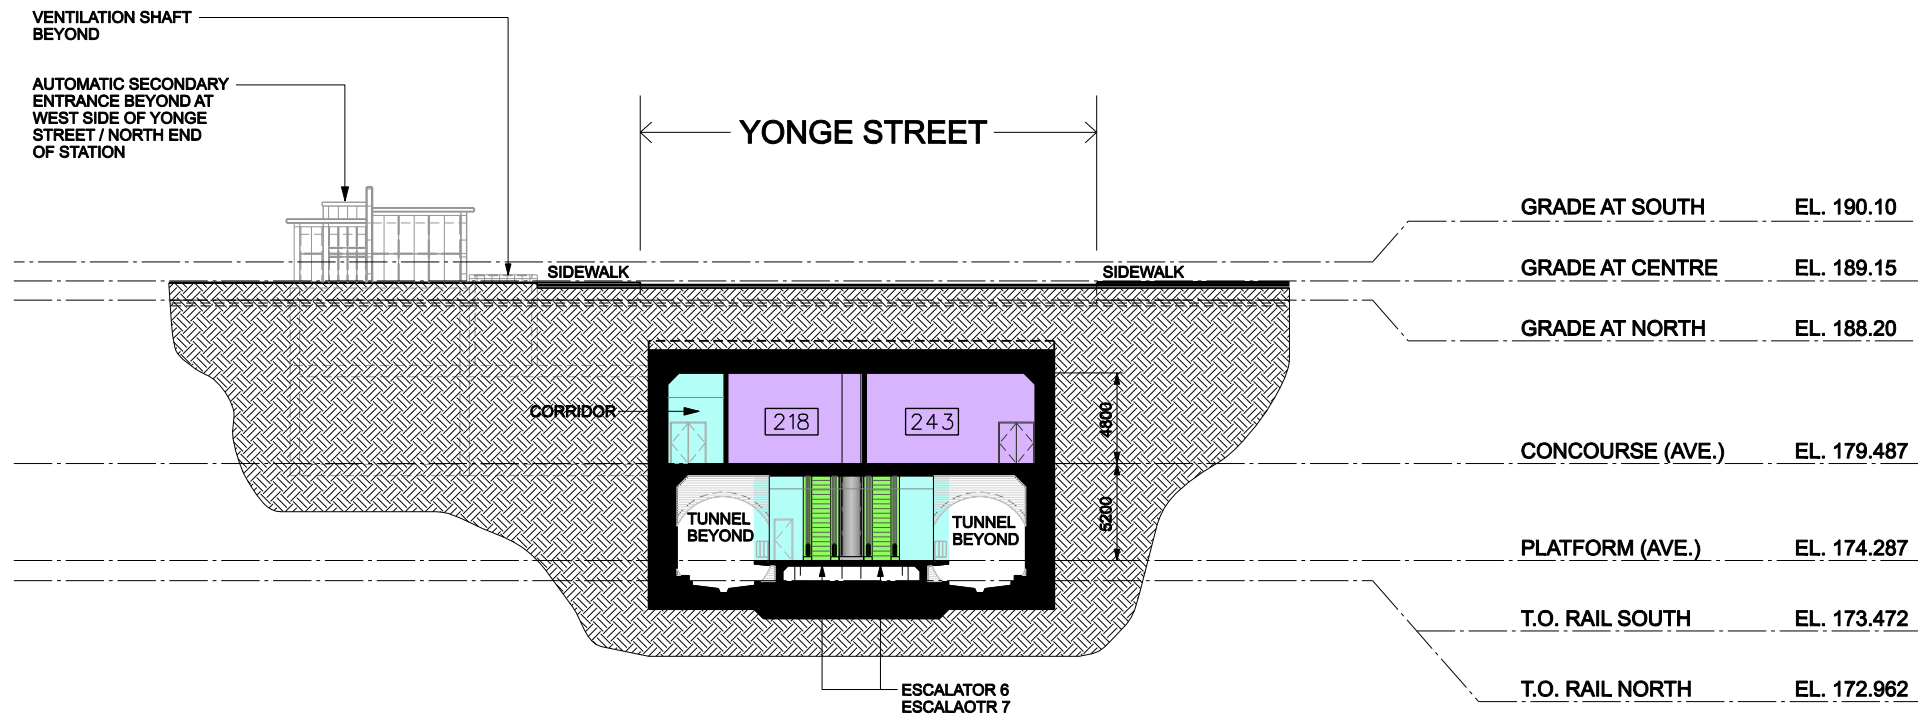 VENTILATION SHAFT
BEYOND
AUTOMATIC SECONDARY
ENTRANCE BEYOND AT
WEST SIDE OF YONGE
STREET / NORTH END
OF STATION
YONGE STREET
GRADE AT SOUTH EL. 190.10
SIDEWALK
SIDEWALK
GRADE AT CENTRE EL. 189.15
GRADE AT NORTH EL. 188.20
CORRIDOR
218
243
4800
CONCOURSE (AVE.) EL. 179.487
TUNNEL
BEYOND
TUNNEL
BEYOND
5200
PLATFORM (AVE.) EL. 174.287
T.O. RAIL SOUTH EL. 173.472
T.O. RAIL NORTH EL. 172.962
ESCALATOR 6
ESCALAOTR 7